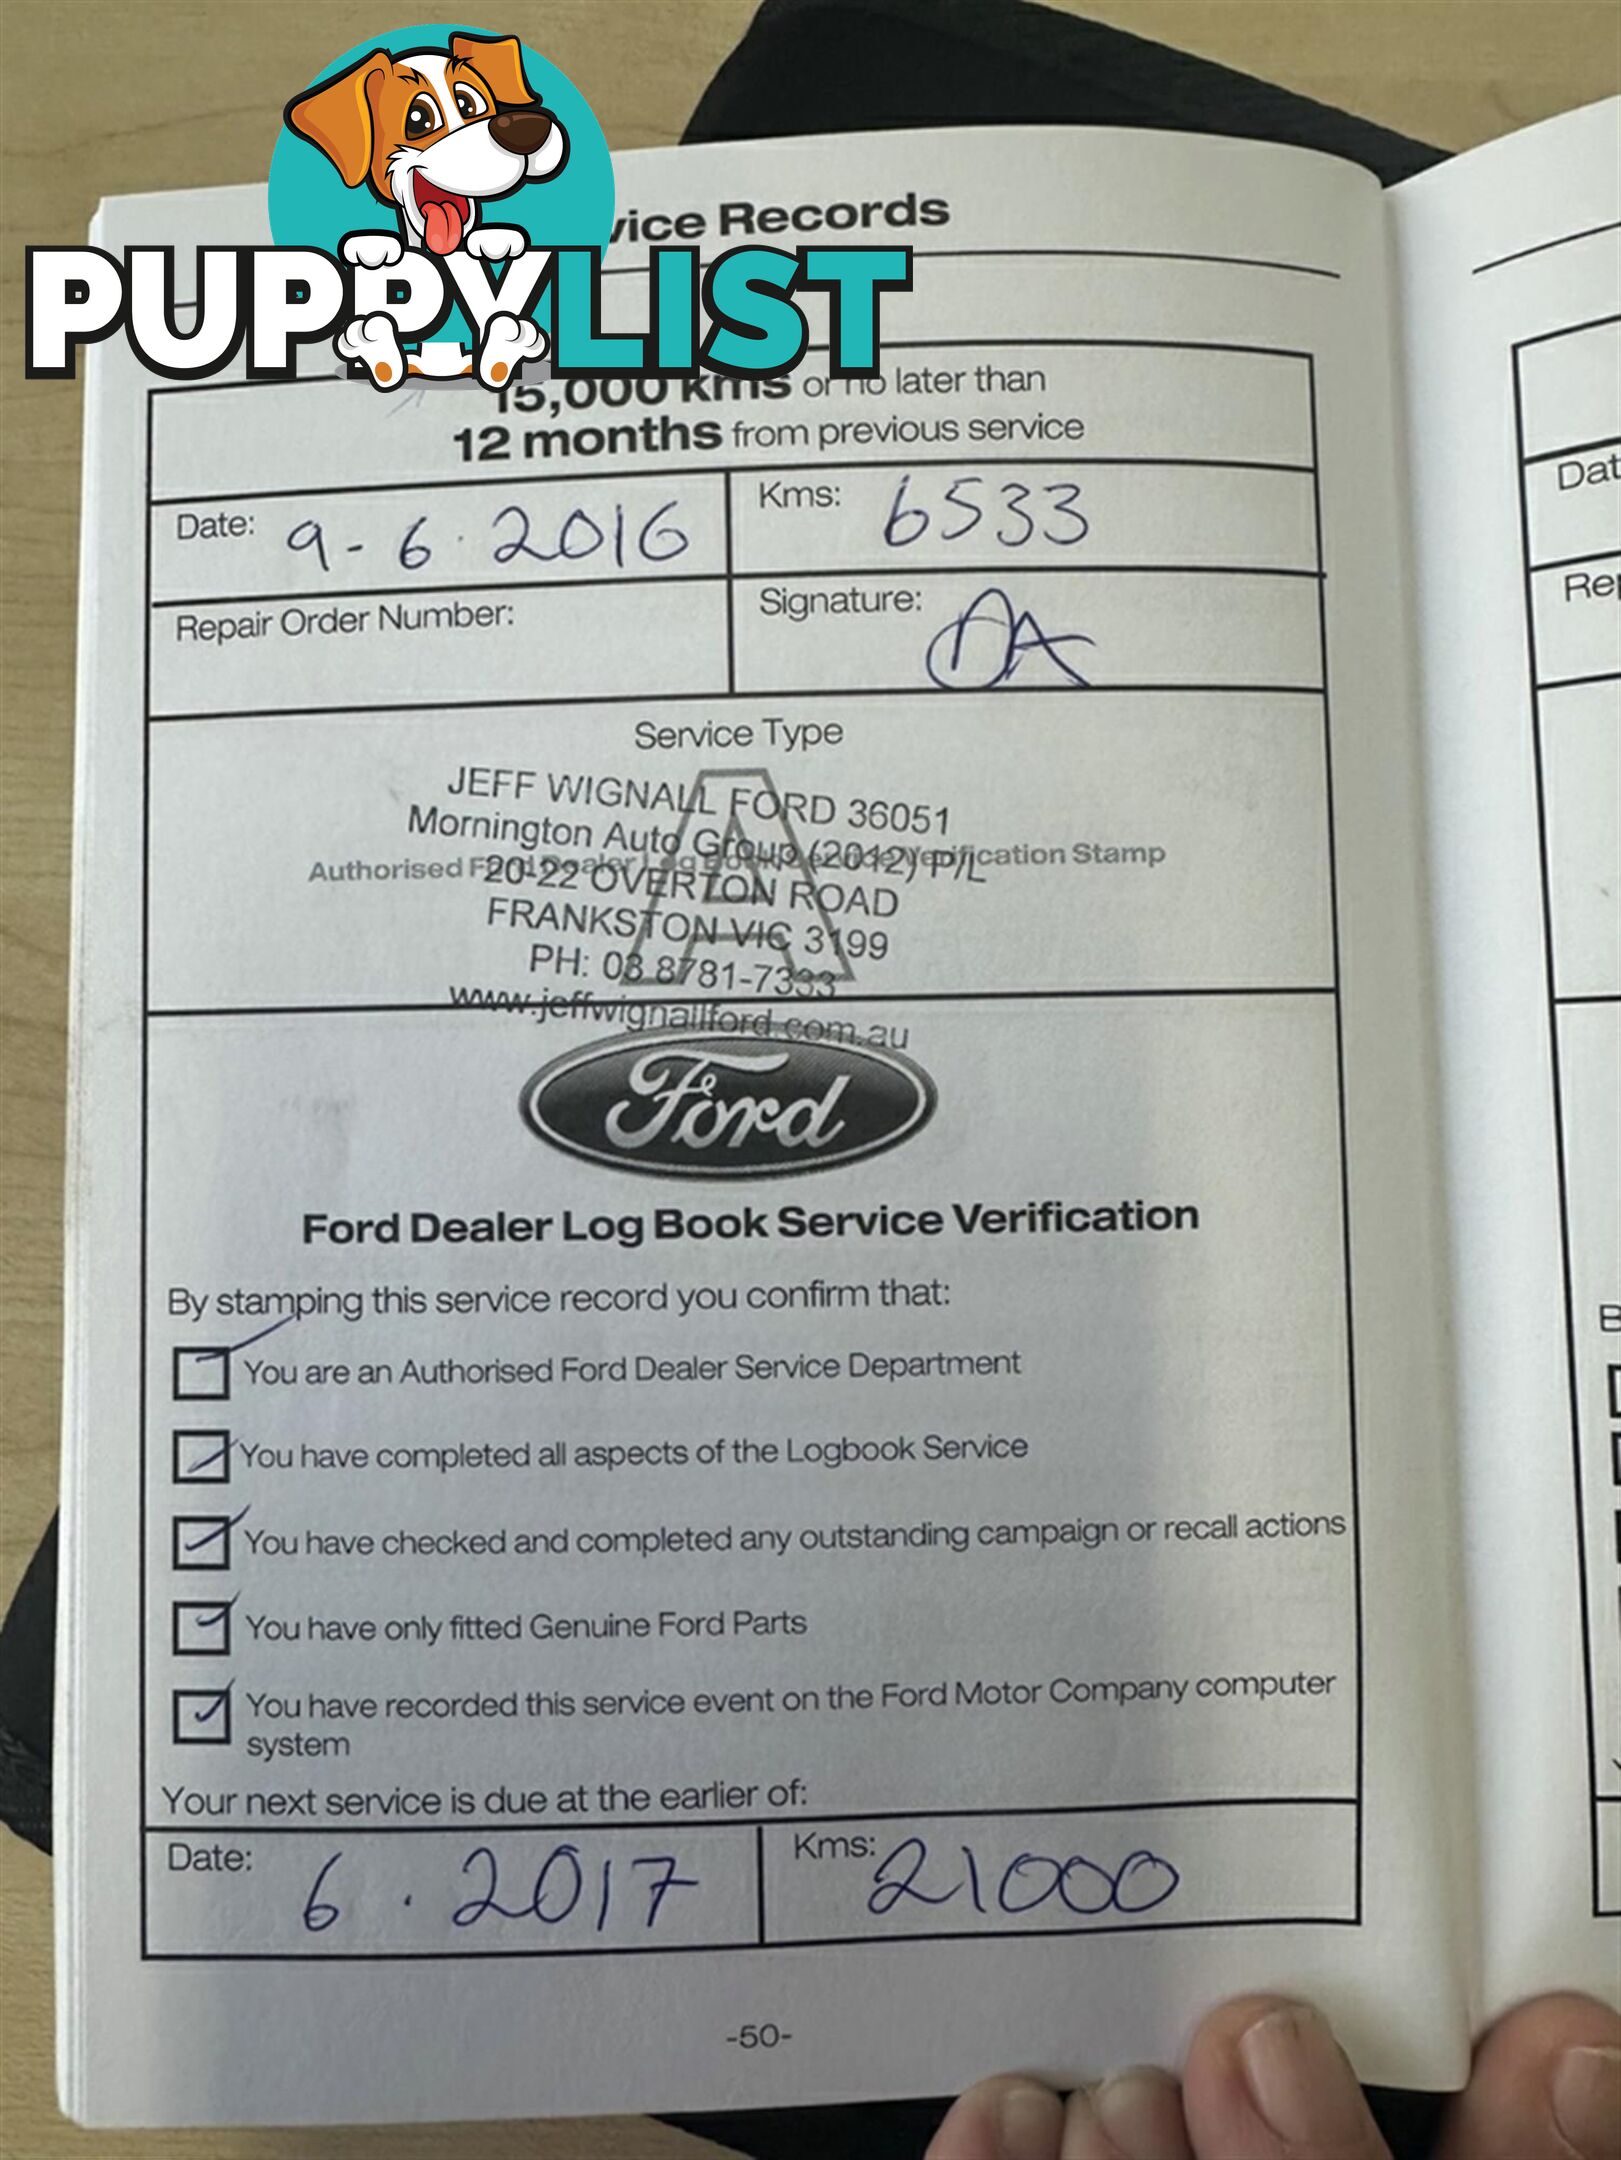 PUPPYLIST
vice Records
15,000 kms or no later than
12 months from previous service
Date: 9-6.2016
Kms: 6533
Repair Order Number:
Signature:
Service Type
JEFF WIGNALL FORD 36051
Mornington Auto Group (2012) P/L
Authorised Ford Dealer Log Book Service Verification Stamp
20-22 OVERTON ROAD
FRANKSTON VIC 3199
PH: 03 8781-7333
www.jeffwignallford.com.au
A
Ford
Ford Dealer Log Book Service Verification
By stamping this service record you confirm that:
You are an Authorised Ford Dealer Service Department
You have completed all aspects of the Logbook Service
You have checked and completed any outstanding campaign or recall actions
You have only fitted Genuine Ford Parts
You have recorded this service event on the Ford Motor Company computer
system
Your next service is due at the earlier of:
Date: 6.2017
Kms: 21000
-50-
Dat
Rep
B